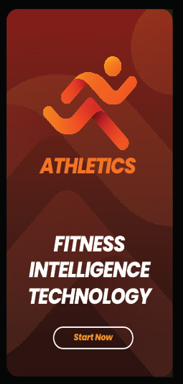 ATHLETICS
FITNESS
INTELLIGENCE
TECHNOLOGY
Start Now